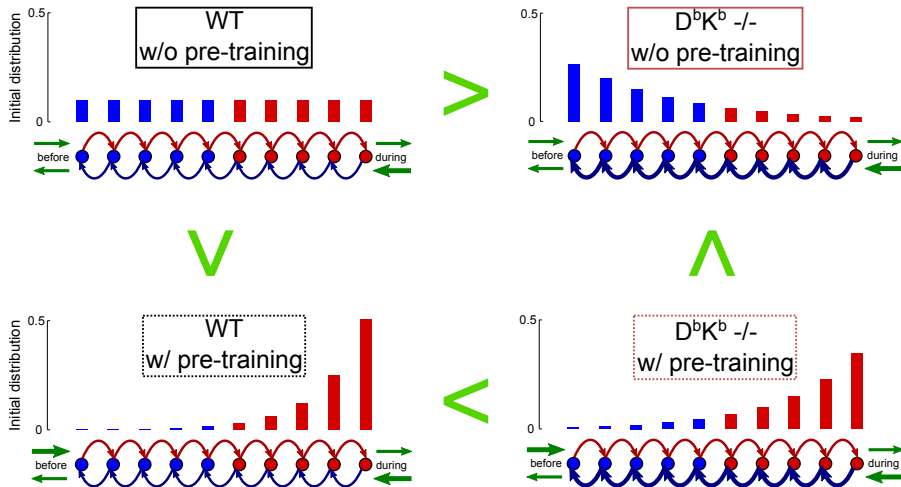 0.5
Initial distribution
0
WT
w/o pre-training
before
during
>
0.5
0
DᵇKᵇ -/-
w/o pre-training
before
during
>
>
0.5
Initial distribution
0
WT
w/ pre-training
before
during
<
0.5
0
DᵇKᵇ -/-
w/ pre-training
before
during